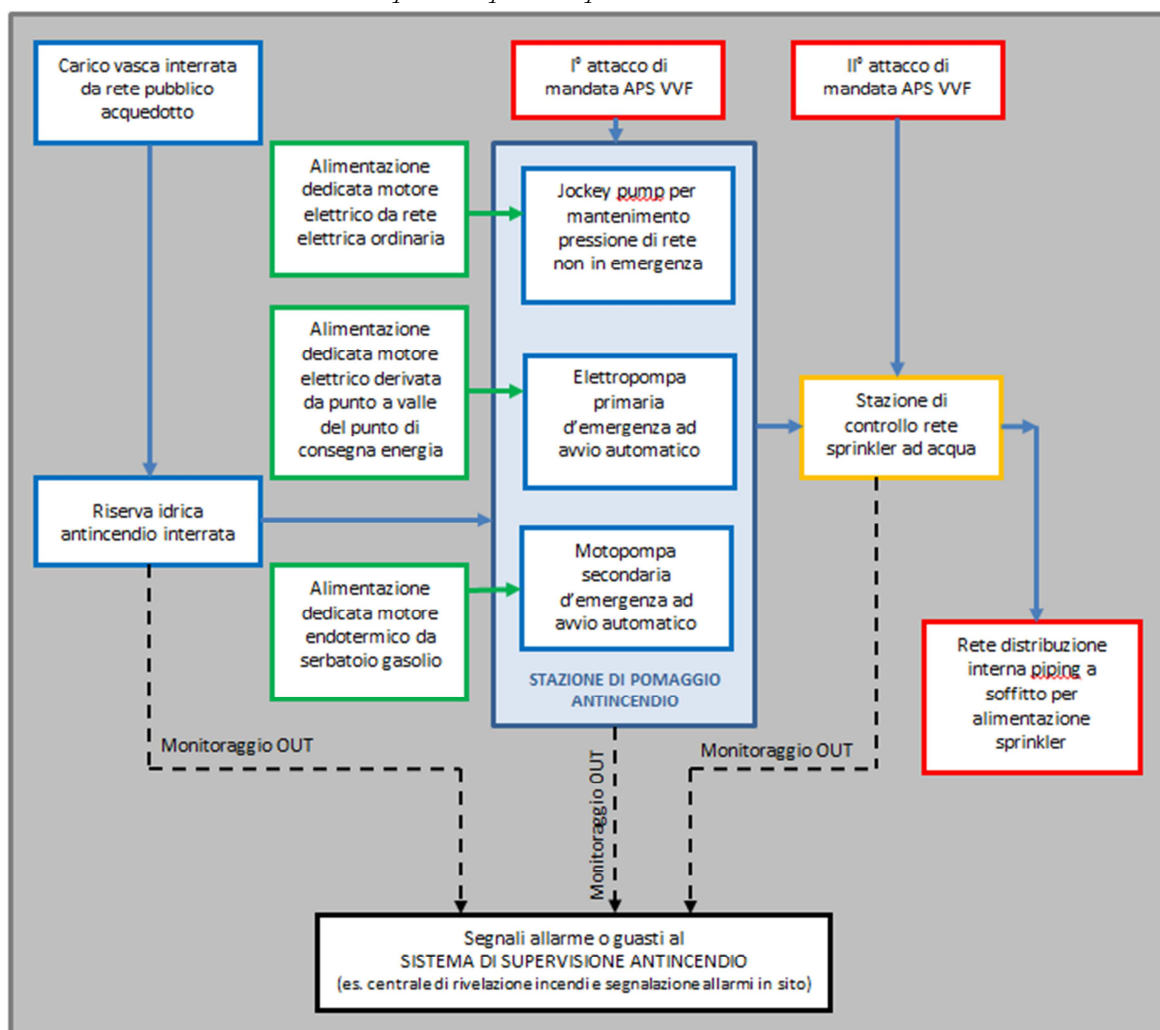 Carico vasca interrata
da rete pubblico
acquedotto
I° attacco di
mandata APS VVF
II° attacco di
mandata APS VVF
Alimentazione
dedicata motore
elettrico da rete
elettrica ordinaria
Jockey pump per
mantenimento
pressione di rete
non in emergenza
Alimentazione
dedicata motore
elettrico derivata
da punto a valle
del punto di
consegna energia
Elettropompa
primaria
d'emergenza ad
avvio automatico
Stazione di
controllo rete
sprinkler ad acqua
Riserva idrica
antincendio interrata
Alimentazione
dedicata motore
endotermico da
serbatoio gasolio
Motopompa
secondaria
d'emergenza ad
avvio automatico
STAZIONE DI POMAGGIO
ANTINCENDIO
Rete distribuzione
interna piping a
soffitto per
alimentazione
sprinkler
Monitoraggio OUT
Monitoraggio OUT
Monitoraggio OUT
Segnali allarme o guasti al
SISTEMA DI SUPERVISIONE ANTINCENDIO
(es. centrale di rivelazione incendi e segnalazione allarmi in sito)